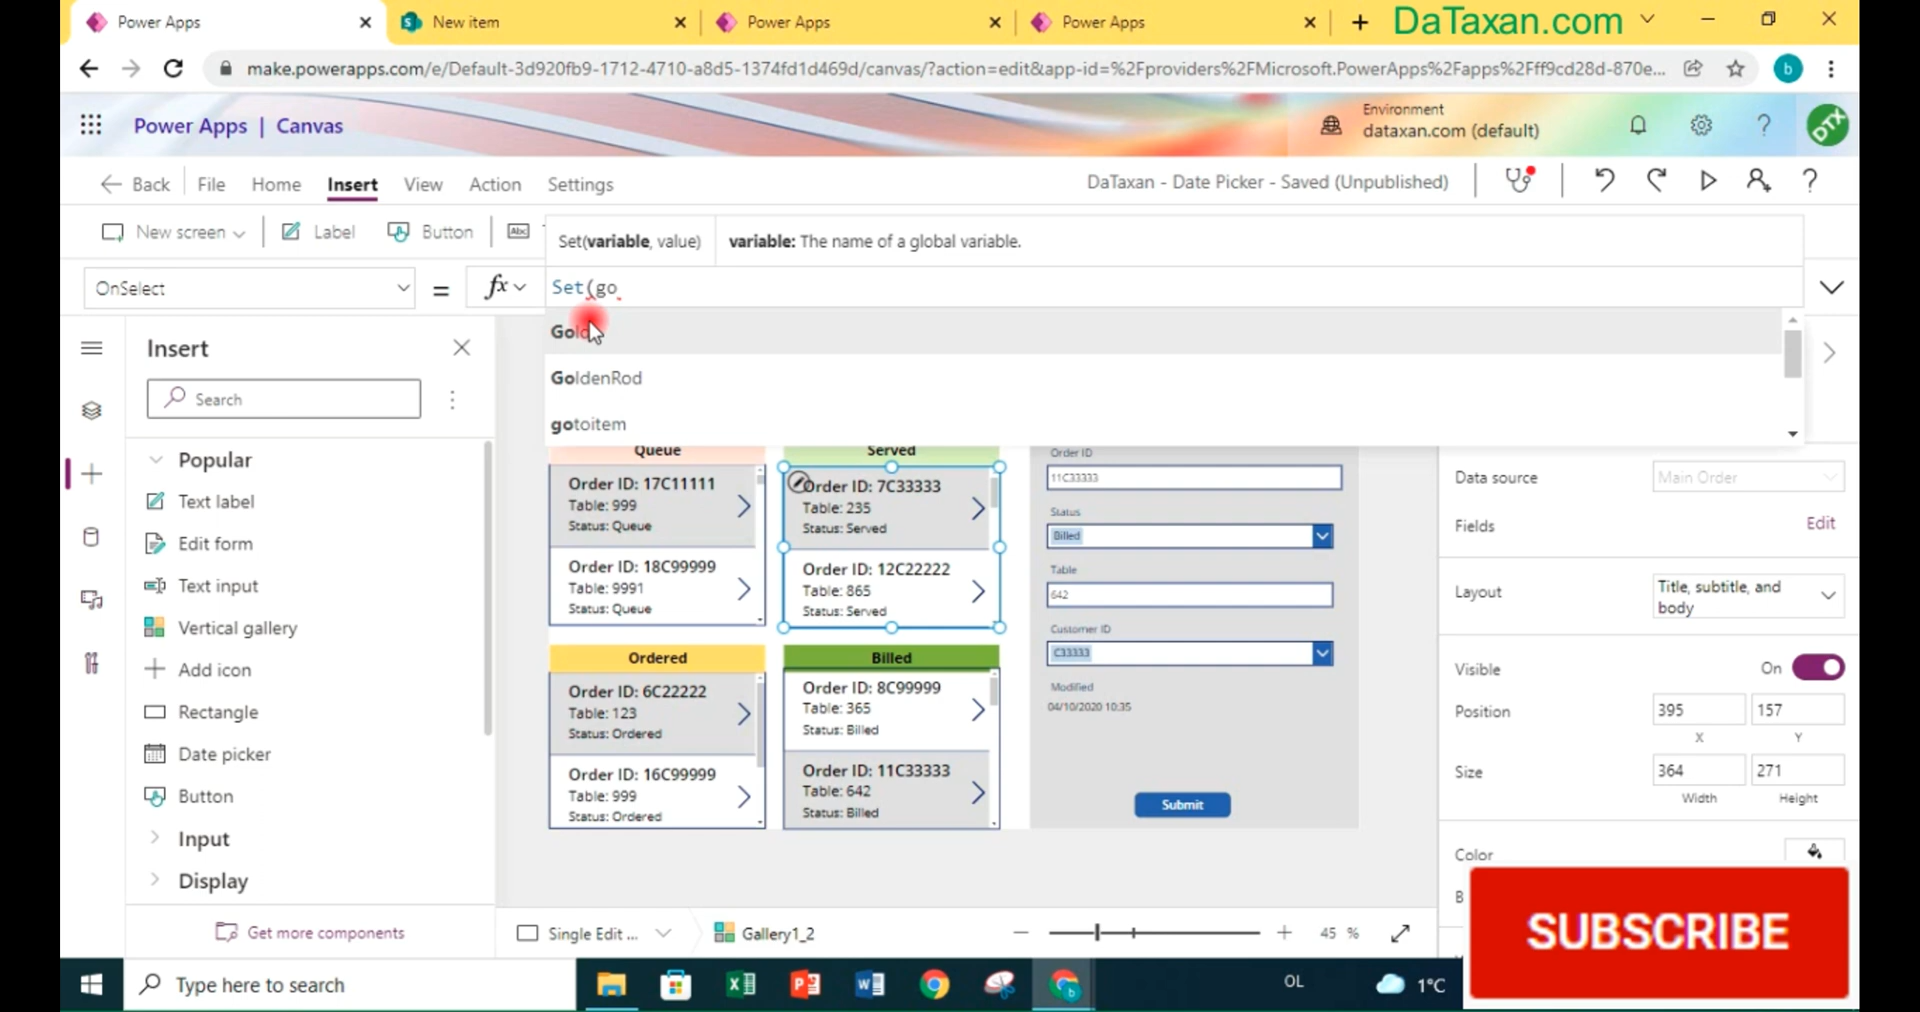 Power Apps
New item
Power Apps
Power Apps
DaTaxan.com
make.powerapps.com/e/Default-3d920fb9-1712-4710-a8d5-1374fd1d469d/canvas/?action=edit&app-id=%2Fproviders%2FMicrosoft.PowerApps%2Fapps%2Fff9cd28d-870e...
b
Power Apps | Canvas
Environment
dataxan.com (default)
DTX
Back
File
Home
Insert
View
Action
Settings
DaTaxan - Date Picker - Saved (Unpublished)
New screen
Label
Button
Abc
Set(variable, value)
variable: The name of a global variable.
OnSelect
=
fx
Set(go
Gold
GoldenRod
gotoitem
Insert
Search
Popular
Text label
Edit form
Text input
Vertical gallery
Add icon
Rectangle
Date picker
Button
Input
Display
Get more components
Queue
Order ID: 17C11111
Table: 999
Status: Queue
Order ID: 18C99999
Table: 9991
Status: Queue
Served
Order ID: 7C33333
Table: 235
Status: Served
Order ID: 12C22222
Table: 865
Status: Served
Ordered
Order ID: 6C22222
Table: 123
Status: Ordered
Order ID: 16C99999
Table: 999
Status: Ordered
Billed
Order ID: 8C99999
Table: 365
Status: Billed
Order ID: 11C33333
Table: 642
Status: Billed
Order ID
11C33333
Status
Billed
Table
642
Customer ID
C33333
Modified
04/10/2020 10:35
Submit
Data source
Main Order
Fields
Edit
Layout
Title, subtitle, and
body
Visible
On
Position
395
157
X
Y
Size
364
271
Width
Height
Color
B
SUBSCRIBE
Single Edit ...
Gallery1_2
45 %
Type here to search
OL
1°C